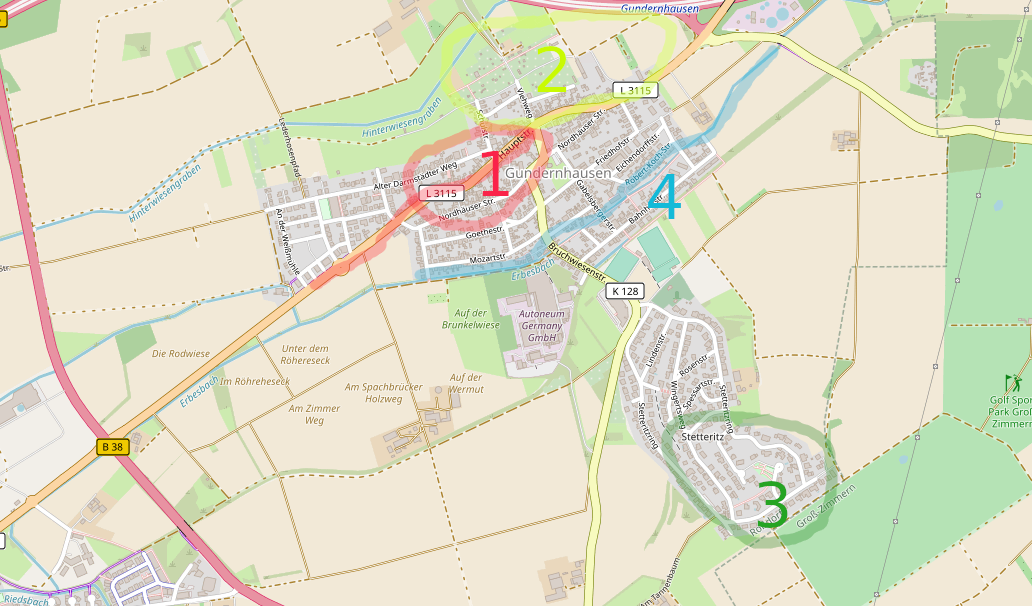 Gundernhausen
2
L 3115
Viehweg
Hinterwiesengraben
Lederhosenpfad
Hauptstr.
Nordhäuser Str.
Friedhofstr.
Eichendorffstr.
Alter Darmstädter Weg
1
Gundernhausen
Robert-Koch-Str.
L 3115
Hinterwiesengraben
4
Gabelsbergerstr.
Nordhäuser Str.
Bahnhofstr.
An der Weißmühle
Goethestr.
Mozartstr.
Bruchwiesenstr.
Erbesbach
K 128
Auf der
Brunkelwiese
Autoneum
Germany
GmbH
Die Rodwiese
Unter dem
Röhereseck
Lindenstr.
Rosenstr.
Erbesbach
Im Röhreheseck
Am Spachbrücker
Holzweg
Auf der
Wermut
Wingertsweg
Spessartstr.
Stetteritzring
Stetteritzring
Am Zimmer
Weg
Golf
Park
Zimmern
B 38
Stetteritz
3
Groß-Zimmern
Am Tannenbaum
Riedsbach